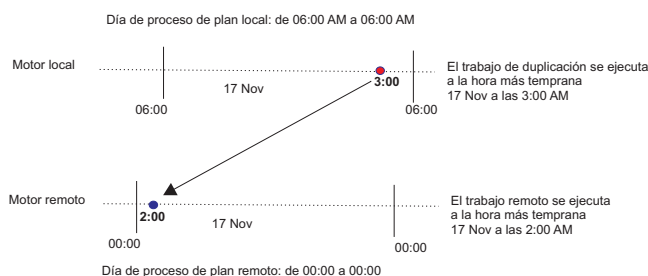 Día de proceso de plan local: de 06:00 AM a 06:00 AM
Motor local
17 Nov
3:00
06:00
06:00
El trabajo de duplicación se ejecuta
a la hora más temprana
17 Nov a las 3:00 AM
Motor remoto
2:00
17 Nov
00:00
00:00
El trabajo remoto se ejecuta
a la hora más temprana
17 Nov a las 2:00 AM
Día de proceso de plan remoto: de 00:00 a 00:00